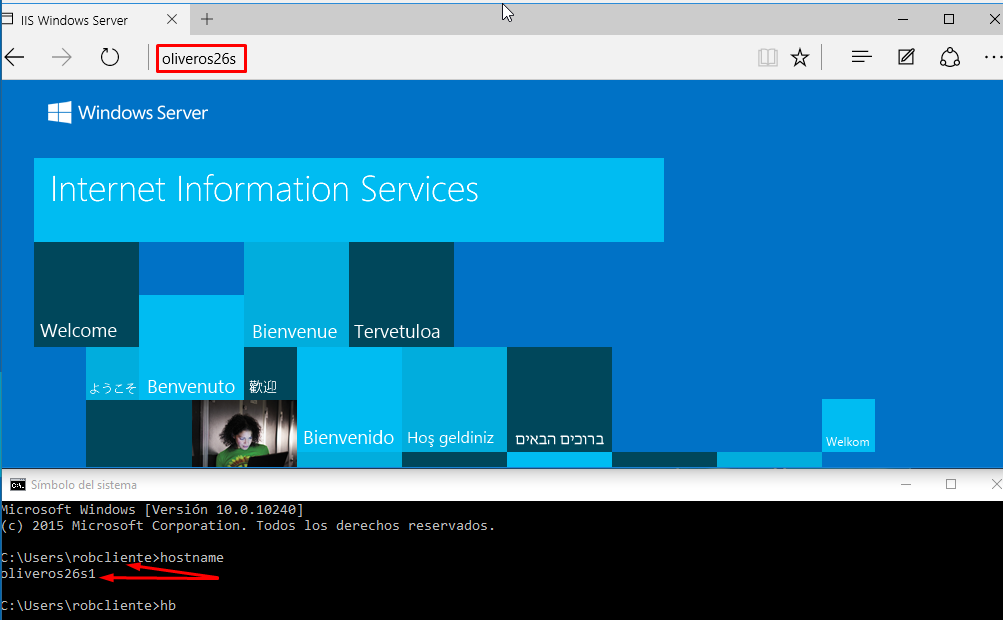 IIS Windows Server
oliveros26s
Windows Server
Internet Information Services
Welcome
Bienvenue
Tervetuloa
ようこそ
Benvenuto
歡迎
Bienvenido
Hoş geldiniz
ברוכים הבאים
Welkom
Símbolo del sistema
Microsoft Windows [Versión 10.0.10240]
(c) 2015 Microsoft Corporation. Todos los derechos reservados.
C:\Users\robcliente>hostname
oliveros26s1
C:\Users\robcliente>hb